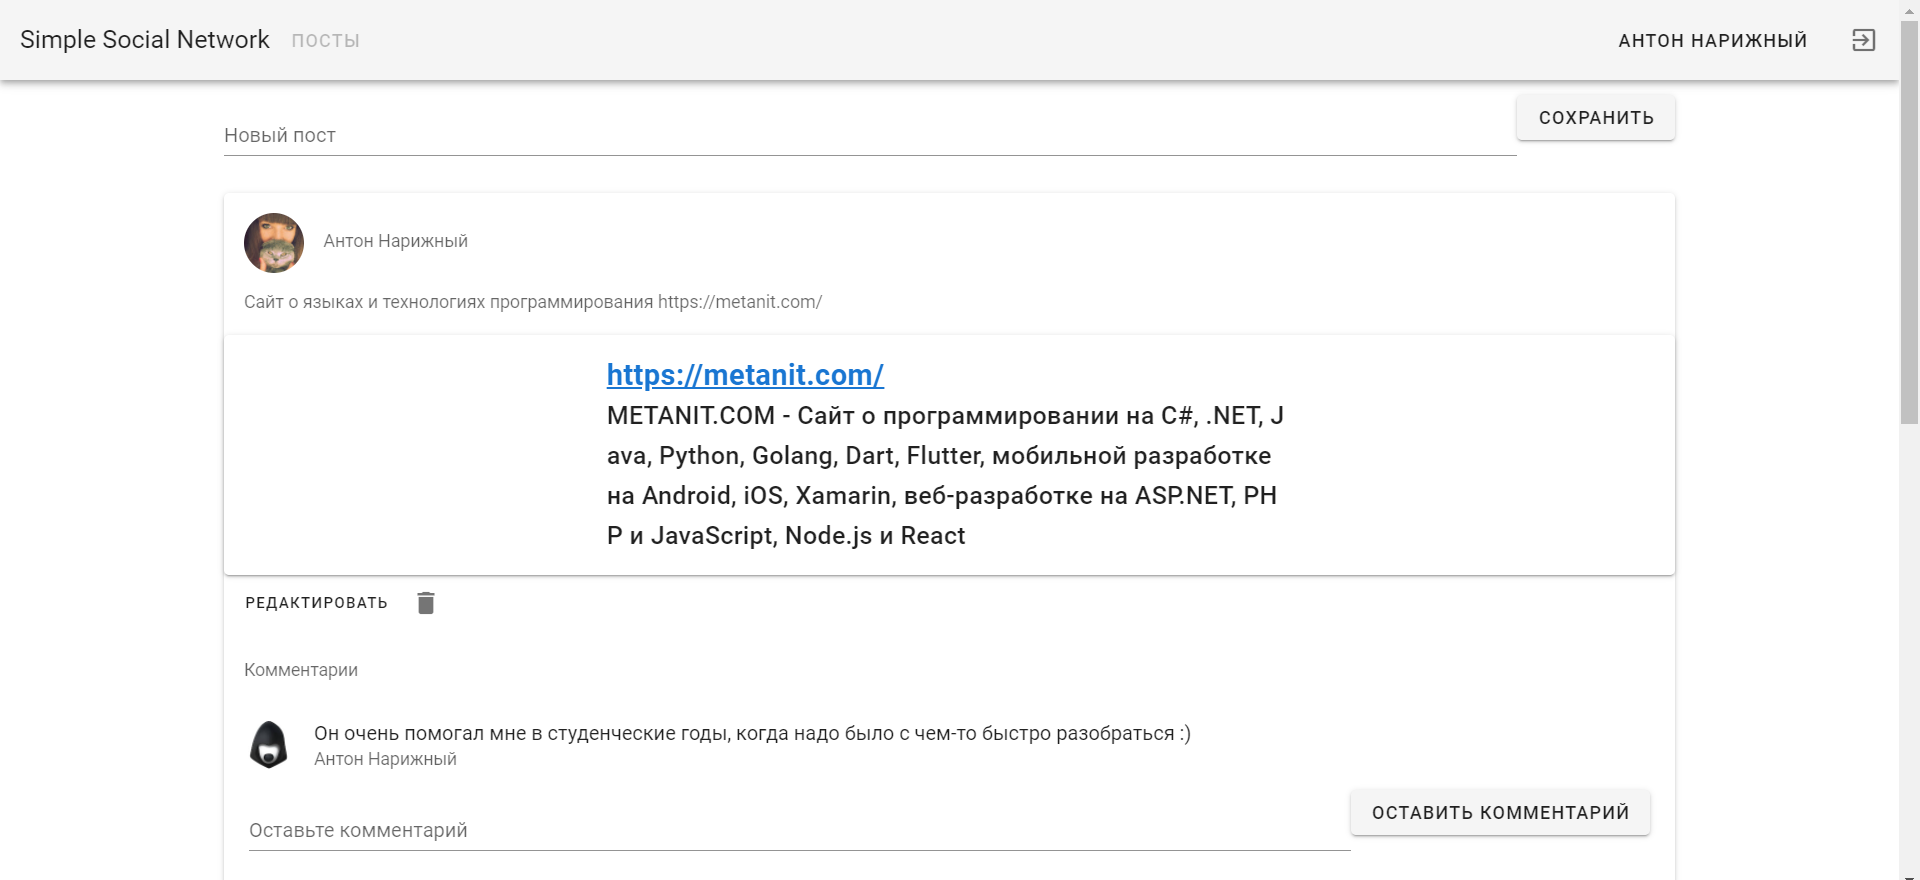 Simple Social Network ПОСТЫ АНТОН НАРИЖНЫЙ
Новый пост СОХРАНИТЬ
Антон Нарижный
Сайт о языках и технологиях программирования https://metanit.com/
https://metanit.com/
METANIT.COM - Сайт о программировании на C#, .NET, J
ava, Python, Golang, Dart, Flutter, мобильной разработке
на Android, iOS, Xamarin, веб-разработке на ASP.NET, PH
P и JavaScript, Node.js и React
РЕДАКТИРОВАТЬ
Комментарии
Он очень помогал мне в студенческие годы, когда надо было с чем-то быстро разобраться :)
Антон Нарижный
Оставьте комментарий ОСТАВИТЬ КОММЕНТАРИЙ